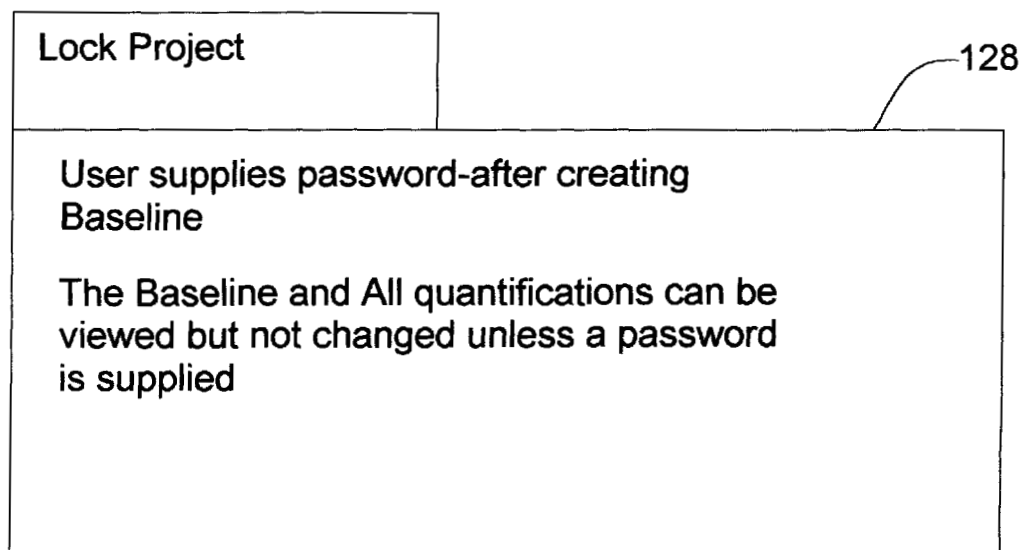 Lock Project
128
User supplies password-after creating
Baseline
The Baseline and All quantifications can be
viewed but not changed unless a password
is supplied